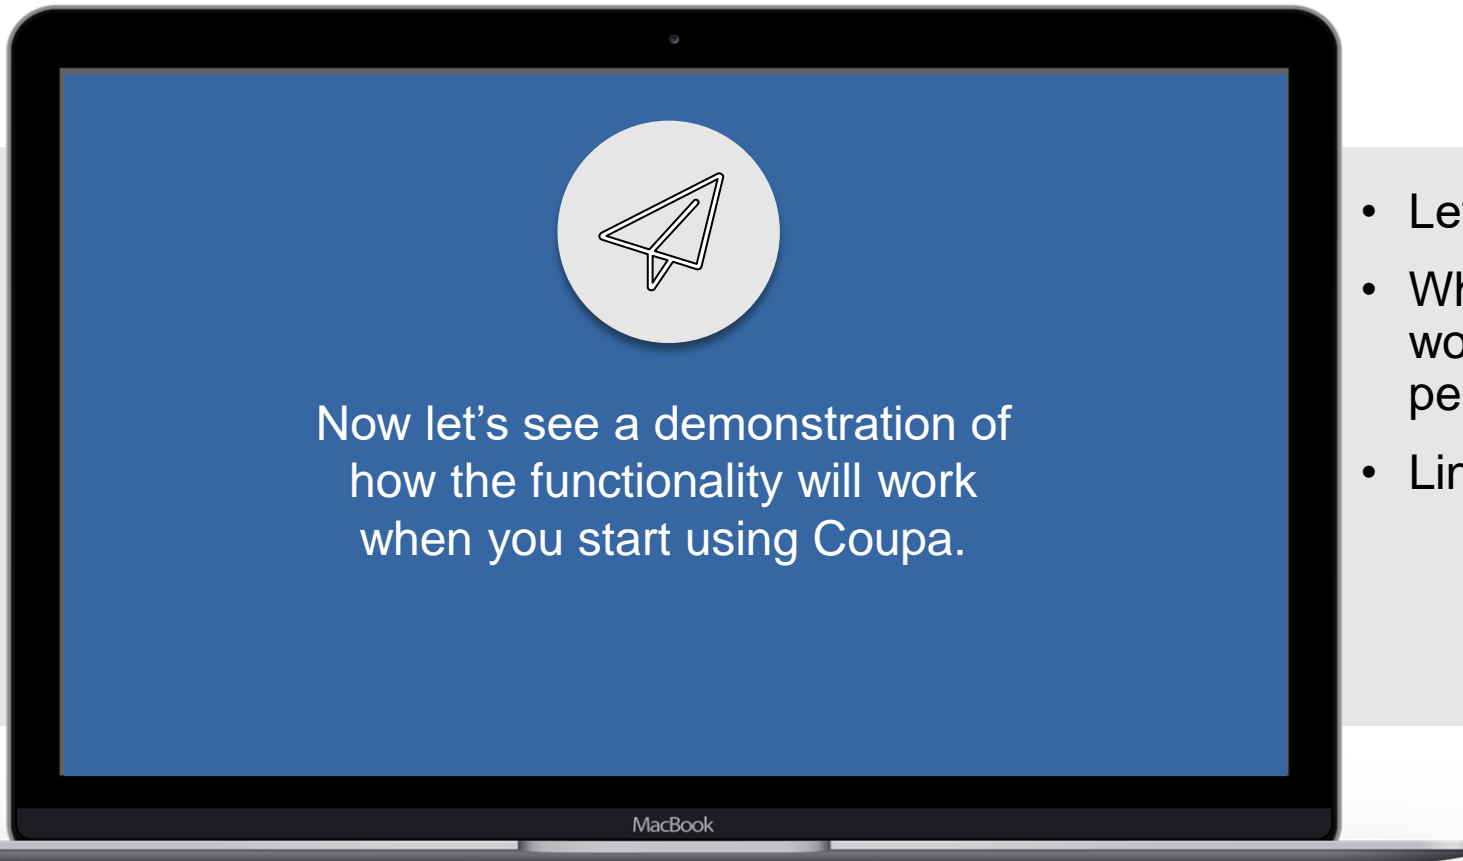 Now let’s see a demonstration of
how the functionality will work
when you start using Coupa.
MacBook